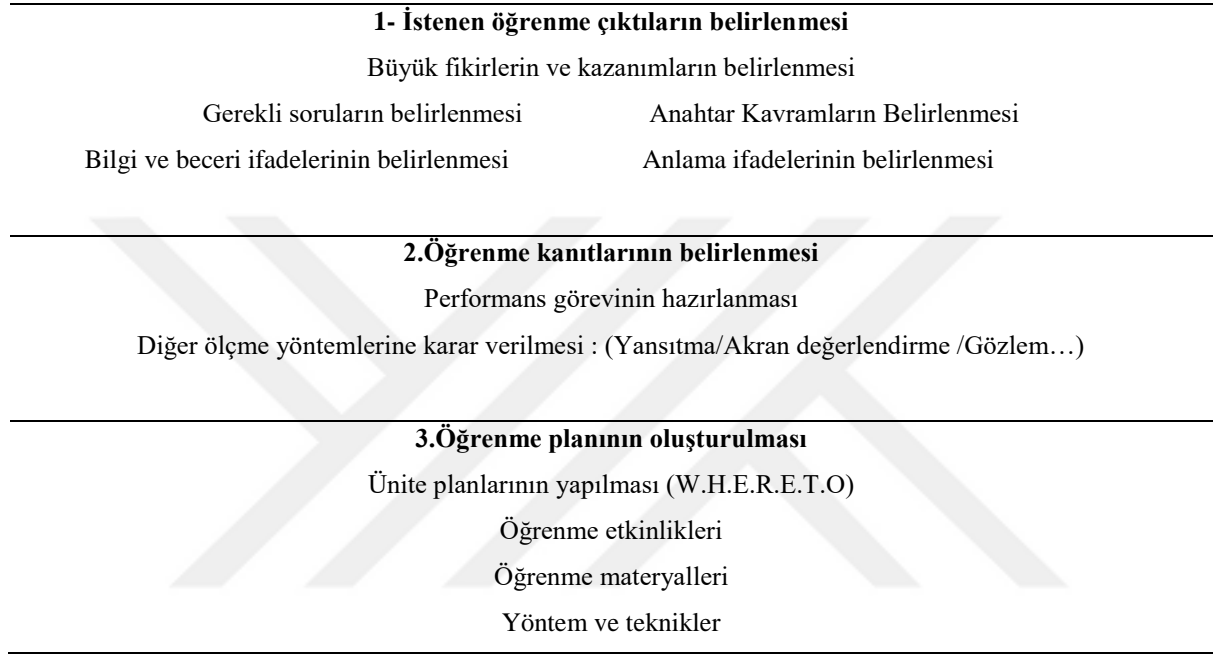 1- İstenen öğrenme çıktıların belirlenmesi
Büyük fikirlerin ve kazanımların belirlenmesi
Gerekli soruların belirlenmesi Anahtar Kavramların Belirlenmesi
Bilgi ve beceri ifadelerinin belirlenmesi Anlama ifadelerinin belirlenmesi
2.Öğrenme kanıtlarının belirlenmesi
Performans görevinin hazırlanması
Diğer ölçme yöntemlerine karar verilmesi : (Yansıtma/Akran değerlendirme /Gözlem…)
3.Öğrenme planının oluşturulması
Ünite planlarının yapılması (W.H.E.R.E.T.O)
Öğrenme etkinlikleri
Öğrenme materyalleri
Yöntem ve teknikler